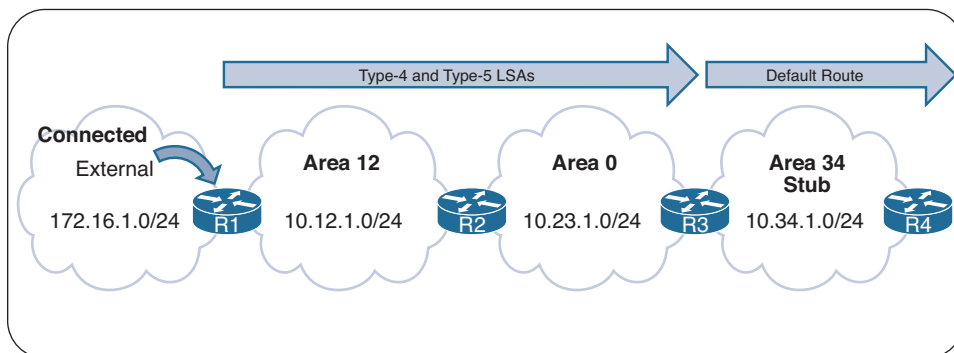 Type-4 and Type-5 LSAs
Default Route
Connected
External
172.16.1.0/24
R1
Area 12
10.12.1.0/24
R2
Area 0
10.23.1.0/24
R3
Area 34
Stub
10.34.1.0/24
R4